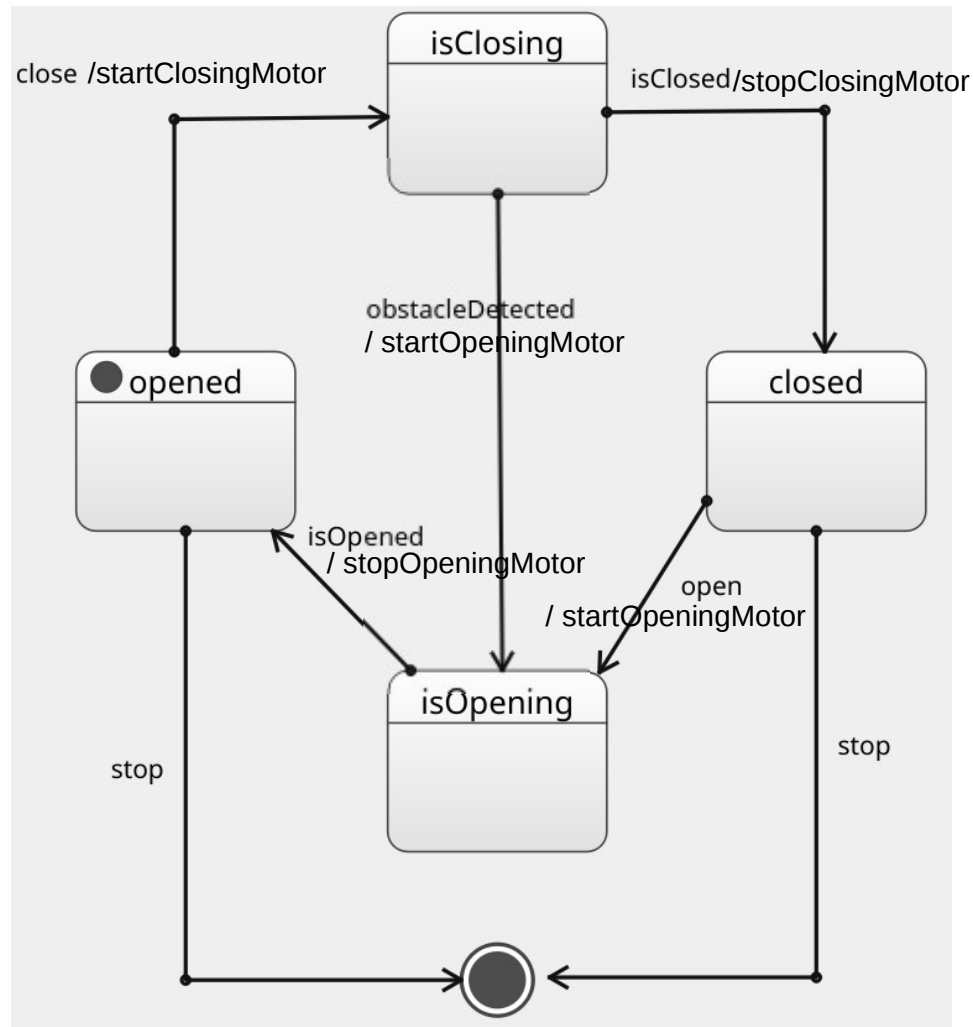 isClosing
close /startClosingMotor
isClosed/stopClosingMotor
obstacleDetected
/ startOpeningMotor
opened
closed
isOpened
/ stopOpeningMotor
open
/ startOpeningMotor
isOpening
stop
stop